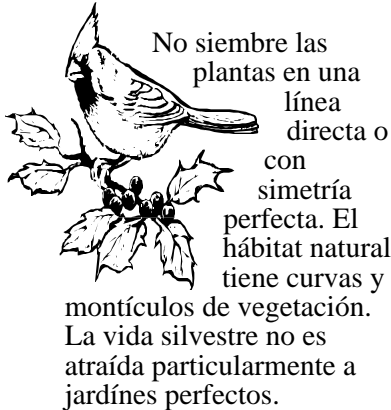 No siembre las
plantas en una
línea
directa o
con
simetría
perfecta. El
hábitat natural
tiene curvas y
montículos de vegetación.
La vida silvestre no es
atraída particularmente a
jardínes perfectos.